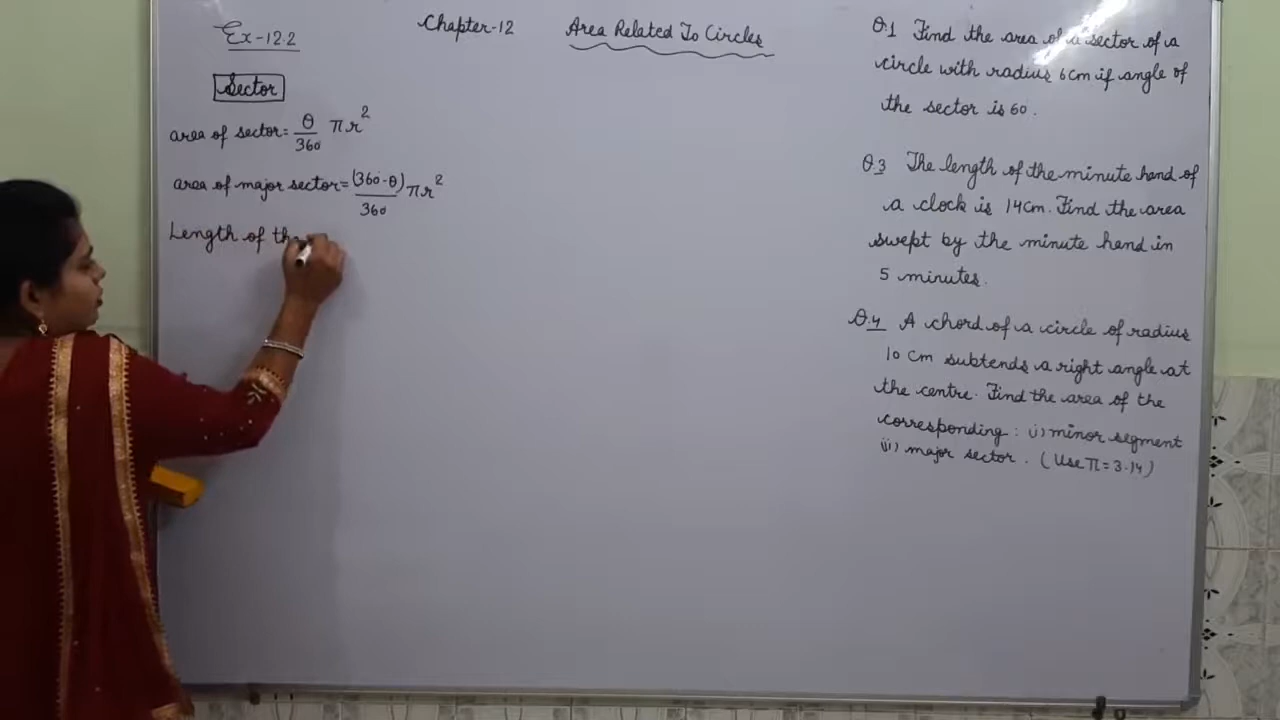 Ex-12.2
Chapter-12
Area Related To Circles
Sector
area of sector = θ/360 πr²
area of major sector = (360-θ)/360 πr²
Length of the
Q.1 Find the area of a sector of a
circle with radius 6cm if angle of
the sector is 60.
Q.3 The length of the minute hand of
a clock is 14cm. Find the area
swept by the minute hand in
5 minutes.
Q.4 A chord of a circle of radius
10 cm subtends a right angle at
the centre. Find the area of the
corresponding : i) minor segment
ii) major sector. (Use π=3.14)